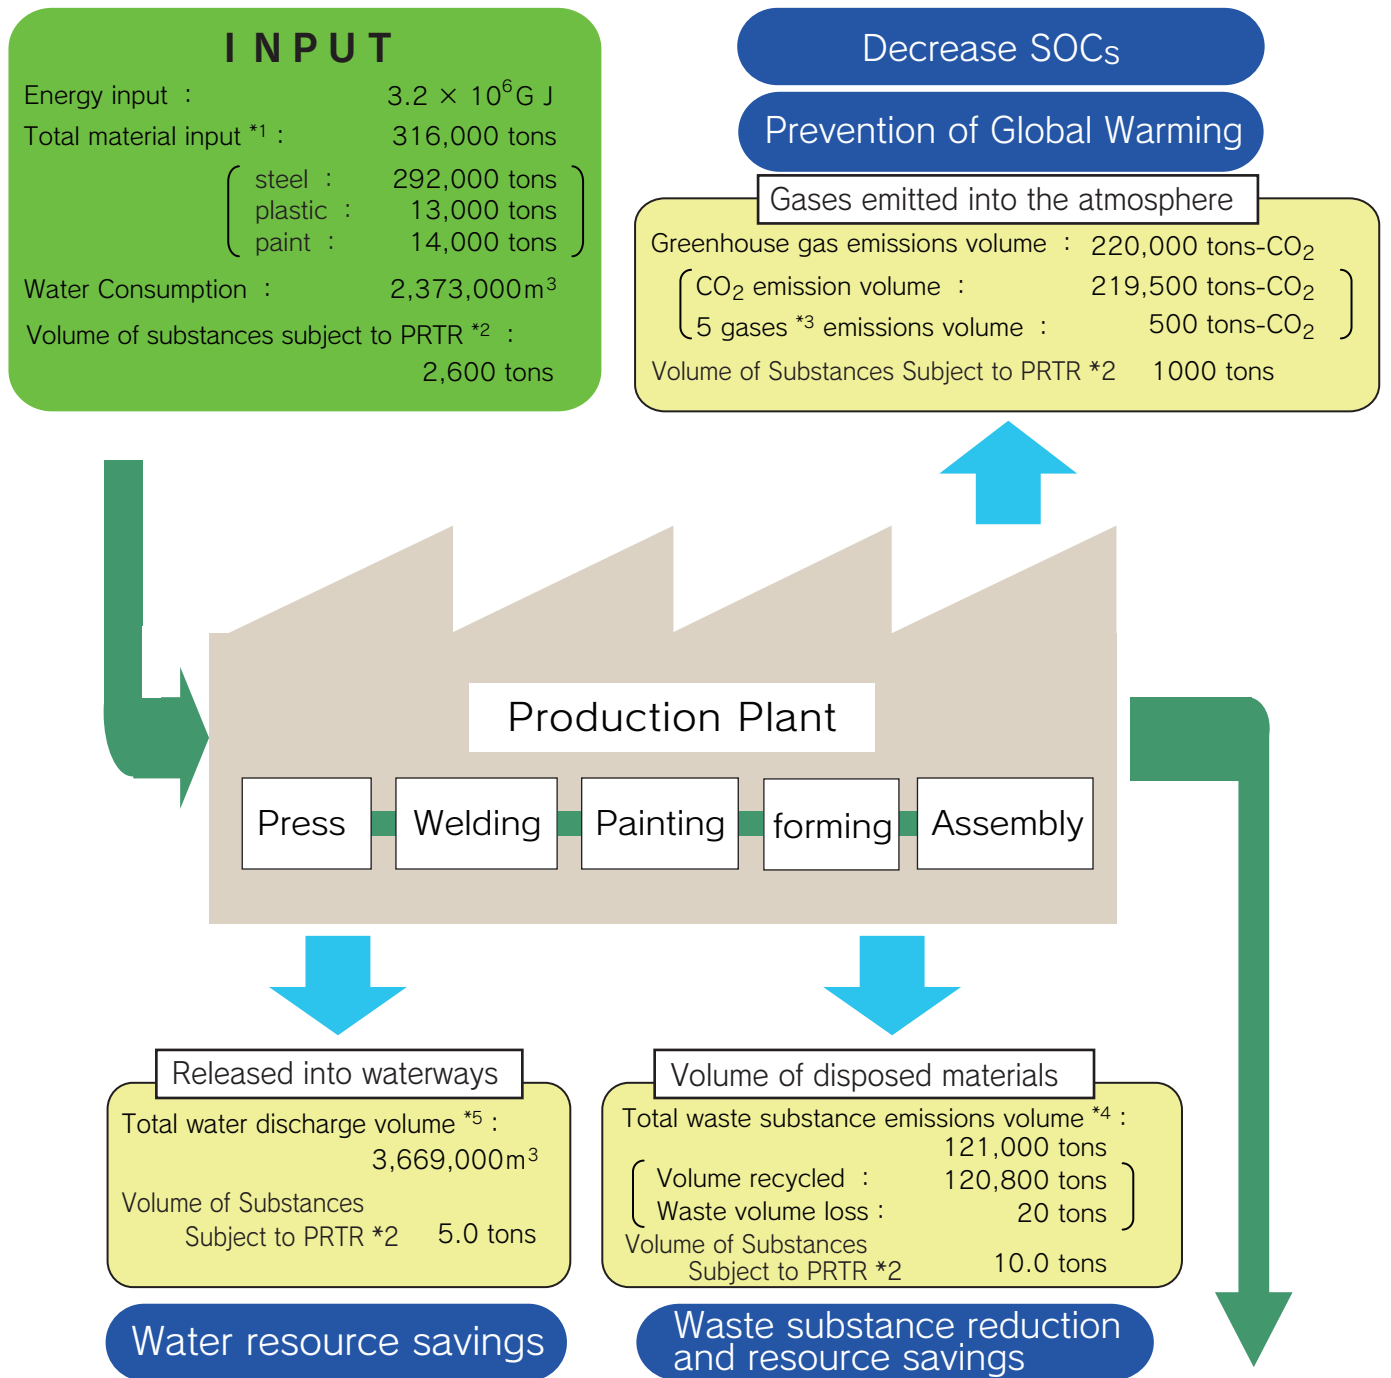 INPUT
Energy input : 3.2 × 10⁶G J
Total material input *1 : 316,000 tons
steel : 292,000 tons
plastic : 13,000 tons
paint : 14,000 tons
Water Consumption : 2,373,000m³
Volume of substances subject to PRTR *2 :
2,600 tons
Decrease SOCs
Prevention of Global Warming
Gases emitted into the atmosphere
Greenhouse gas emissions volume : 220,000 tons-CO₂
CO₂ emission volume : 219,500 tons-CO₂
5 gases *3 emissions volume : 500 tons-CO₂
Volume of Substances Subject to PRTR *2 1000 tons
Production Plant
Press
Welding
Painting
forming
Assembly
Released into waterways
Total water discharge volume *5 :
3,669,000m³
Volume of Substances
Subject to PRTR *2 5.0 tons
Water resource savings
Volume of disposed materials
Total waste substance emissions volume *4 :
121,000 tons
Volume recycled : 120,800 tons
Waste volume loss : 20 tons
Volume of Substances
Subject to PRTR *2 10.0 tons
Waste substance reduction
and resource savings